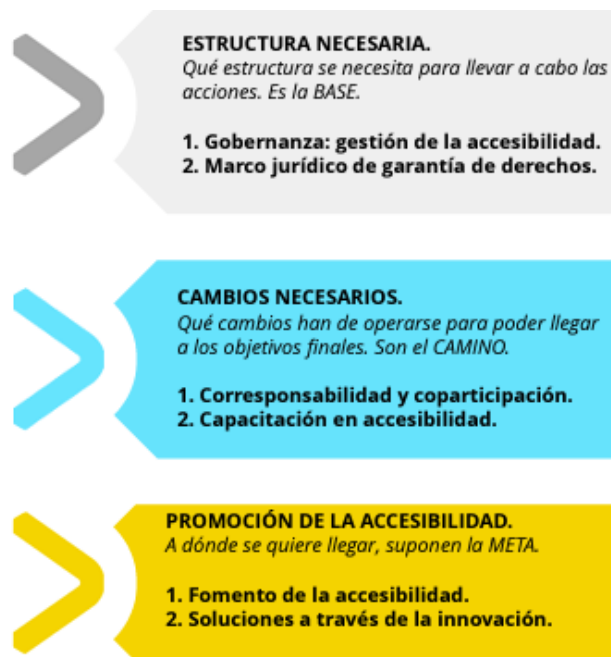 ESTRUCTURA NECESARIA.
Qué estructura se necesita para llevar a cabo las
acciones. Es la BASE.
1. Gobernanza: gestión de la accesibilidad.
2. Marco jurídico de garantía de derechos.
CAMBIOS NECESARIOS.
Qué cambios han de operarse para poder llegar
a los objetivos finales. Son el CAMINO.
1. Corresponsabilidad y coparticipación.
2. Capacitación en accesibilidad.
PROMOCIÓN DE LA ACCESIBILIDAD.
A dónde se quiere llegar, suponen la META.
1. Fomento de la accesibilidad.
2. Soluciones a través de la innovación.